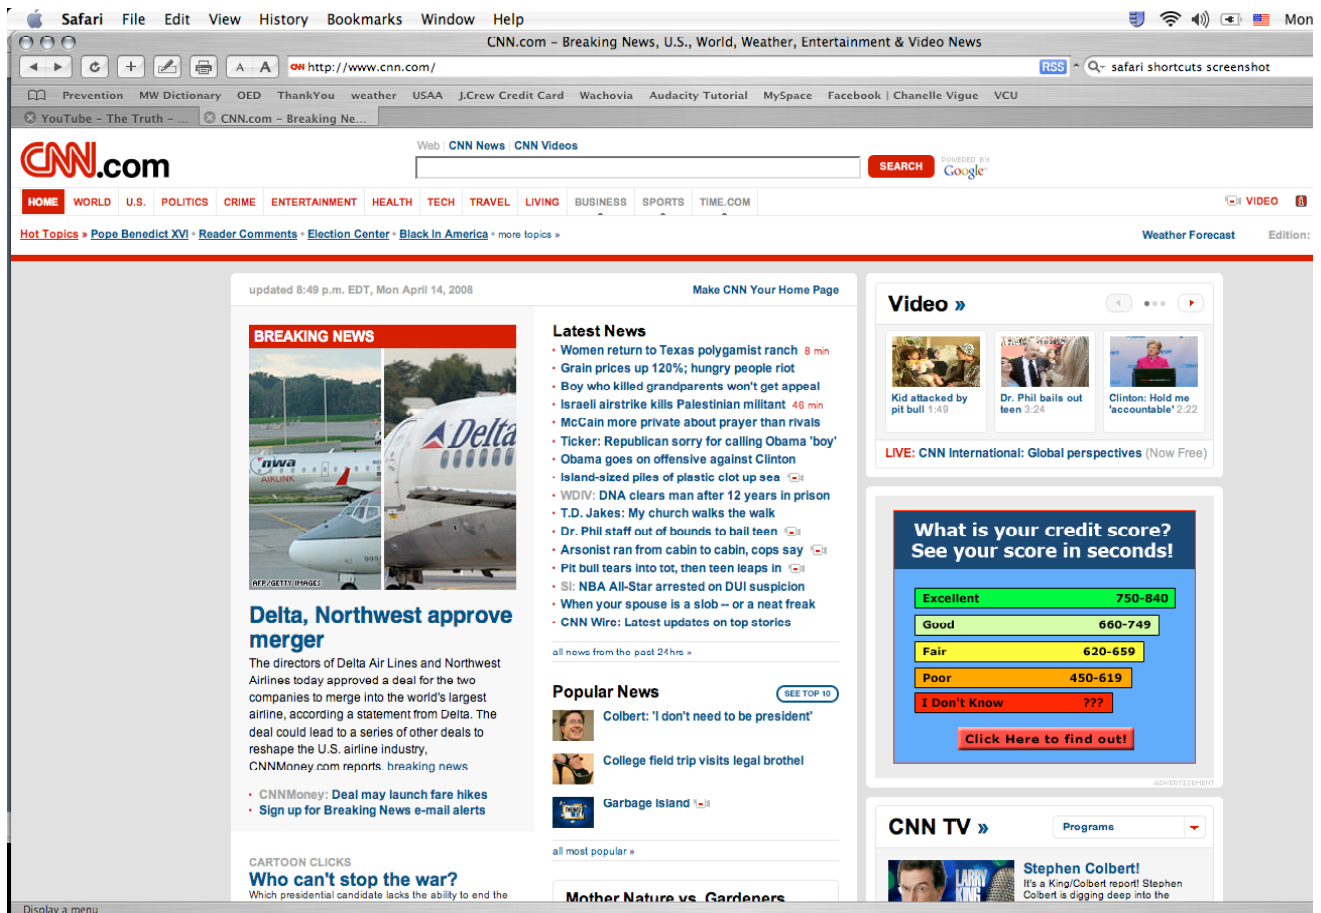 Safari File Edit View History Bookmarks Window Help Mon
CNN.com – Breaking News, U.S., World, Weather, Entertainment & Video News
A A CNN http://www.cnn.com/ RSS safari shortcuts screenshot
Prevention MW Dictionary OED ThankYou weather USAA J.Crew Credit Card Wachovia Audacity Tutorial MySpace Facebook | Chanelle Vigue VCU
YouTube – The Truth – ... CNN.com – Breaking Ne...
Web | CNN News | CNN Videos
CNN.com SEARCH POWERED BY Google
HOME WORLD U.S. POLITICS CRIME ENTERTAINMENT HEALTH TECH TRAVEL LIVING BUSINESS SPORTS TIME.COM VIDEO
Hot Topics » Pope Benedict XVI • Reader Comments • Election Center • Black in America • more topics » Weather Forecast Edition:
updated 8:49 p.m. EDT, Mon April 14, 2008 Make CNN Your Home Page
BREAKING NEWS
nwa
AIRLINK
Delta
AFP/GETTY IMAGES
Delta, Northwest approve
merger
The directors of Delta Air Lines and Northwest
Airlines today approved a deal for the two
companies to merge into the world's largest
airline, according a statement from Delta. The
deal could lead to a series of other deals to
reshape the U.S. airline industry,
CNNMoney.com reports. breaking news
• CNNMoney: Deal may launch fare hikes
• Sign up for Breaking News e-mail alerts
CARTOON CLICKS
Who can't stop the war?
Which presidential candidate lacks the ability to end the
Latest News
• Women return to Texas polygamist ranch 8 min
• Grain prices up 120%; hungry people riot
• Boy who killed grandparents won't get appeal
• Israeli airstrike kills Palestinian militant 46 min
• McCain more private about prayer than rivals
• Ticker: Republican sorry for calling Obama 'boy'
• Obama goes on offensive against Clinton
• Island-sized piles of plastic clot up sea
• WDIV: DNA clears man after 12 years in prison
• T.D. Jakes: My church walks the walk
• Dr. Phil staff out of bounds to bail teen
• Arsonist ran from cabin to cabin, cops say
• Pit bull tears into tot, then teen leaps in
• SI: NBA All-Star arrested on DUI suspicion
• When your spouse is a slob -- or a neat freak
• CNN Wire: Latest updates on top stories
all news from the past 24hrs »
Popular News SEE TOP 10
Colbert: 'I don't need to be president'
College field trip visits legal brothel
Garbage Island
all most popular »
Mother Nature vs. Gardeners
Video »
Kid attacked by
pit bull 1:49
Dr. Phil bails out
teen 3:24
Clinton: Hold me
'accountable' 2:22
LIVE: CNN International: Global perspectives (Now Free)
What is your credit score?
See your score in seconds!
Excellent 750-840
Good 660-749
Fair 620-659
Poor 450-619
I Don't Know ???
Click Here to find out!
ADVERTISEMENT
CNN TV » Programs
LARRY
KING
Stephen Colbert!
It's a King/Colbert report! Stephen
Colbert is digging deep into the
Display a menu